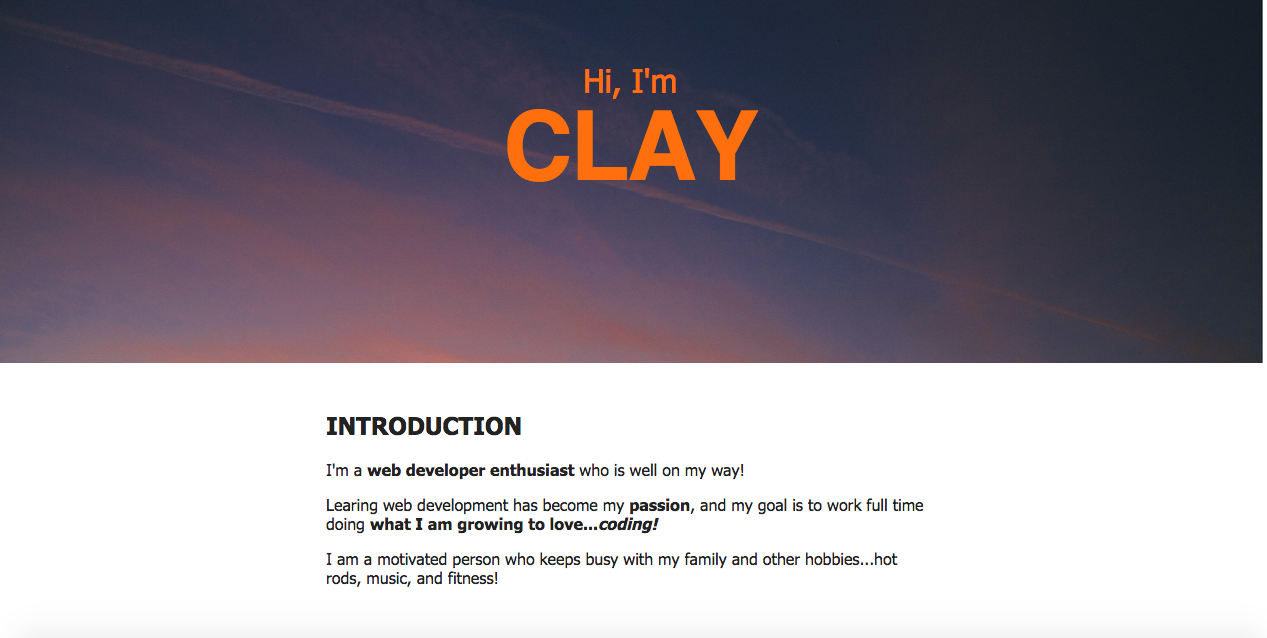 Hi, I'm
CLAY
INTRODUCTION
I'm a web developer enthusiast who is well on my way!
Learing web development has become my passion, and my goal is to work full time
doing what I am growing to love...coding!
I am a motivated person who keeps busy with my family and other hobbies...hot
rods, music, and fitness!